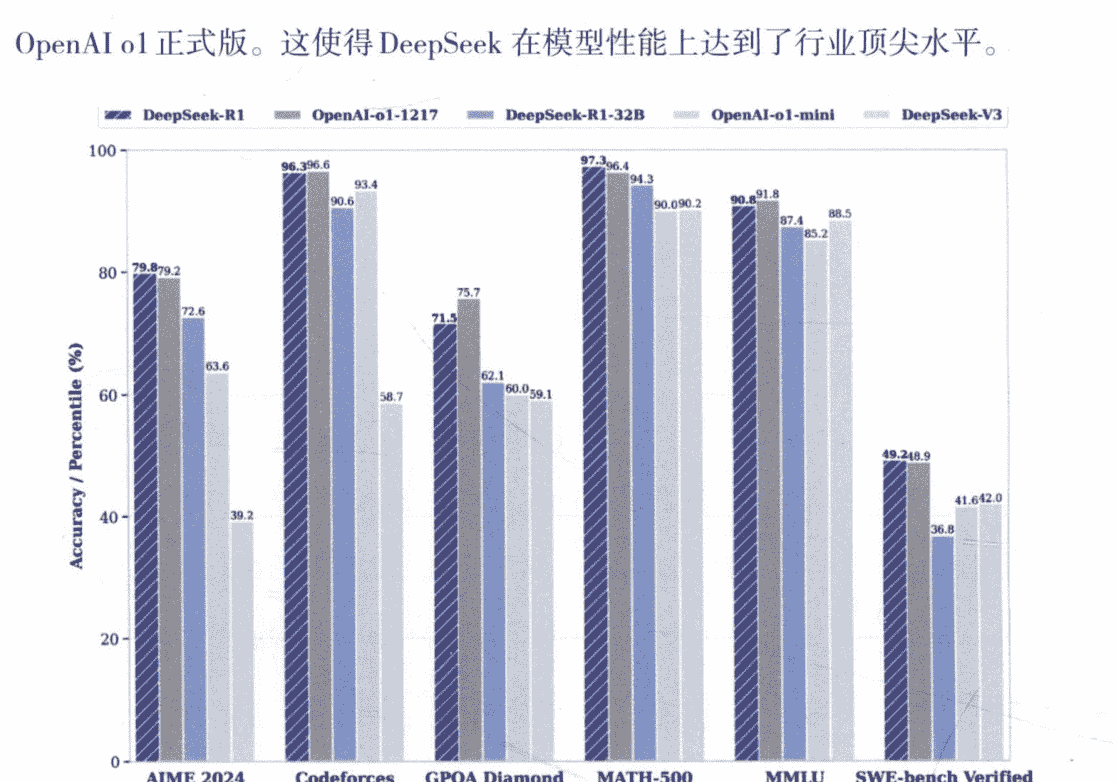 OpenAI o1 正式版。这使得 DeepSeek 在模型性能上达到了行业顶尖水平。
DeepSeek-R1 OpenAI-o1-1217 DeepSeek-R1-32B OpenAI-o1-mini DeepSeek-V3
Accuracy / Percentile (%)
100
80
60
40
20
0
79.8 79.2 72.6 63.6 39.2
96.3 96.6 90.6 93.4 58.7
71.5 75.7 62.1 60.0 59.1
97.3 96.4 94.3 90.0 90.2
90.8 91.8 87.4 85.2 88.5
49.2 48.9 36.8 41.6 42.0
AIME 2024 Codeforces GPQA Diamond MATH-500 MMLU SWE-bench Verified